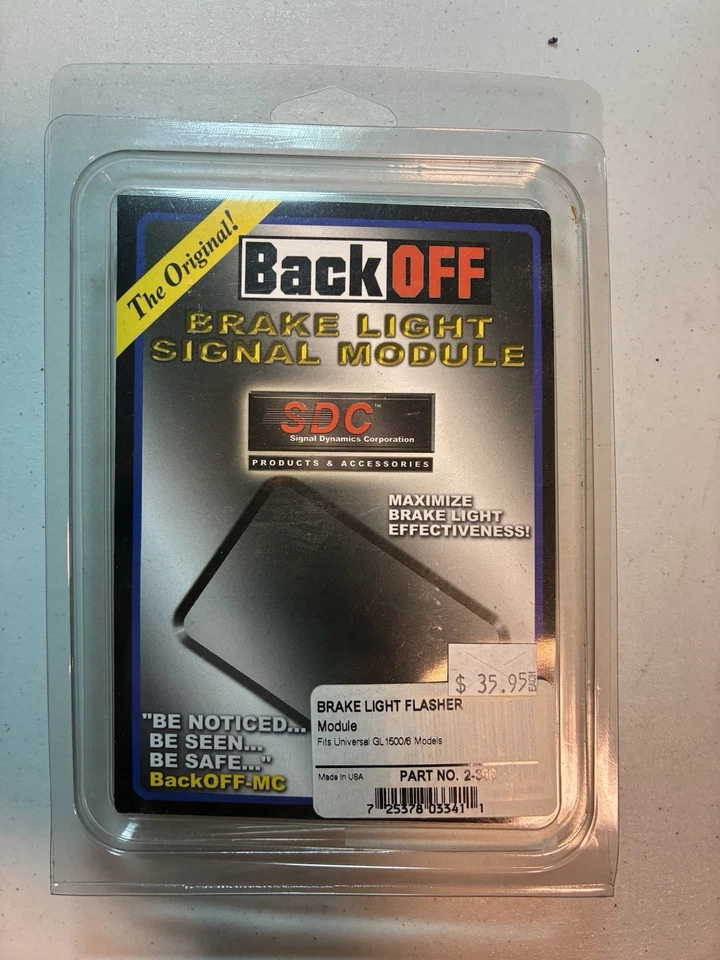 The Original!
BackOFF
BRAKE LIGHT
SIGNAL MODULE
SDC™
Signal Dynamics Corporation
PRODUCTS & ACCESSORIES
MAXIMIZE
BRAKE LIGHT
EFFECTIVENESS!
$ 35.95 EACH
BRAKE LIGHT FLASHER
Module
Fits Universal GL1500/6 Models
"BE NOTICED...
BE SEEN...
BE SAFE..."
BackOFF-MC
Made in USA
PART NO.
7 25378 03341 1